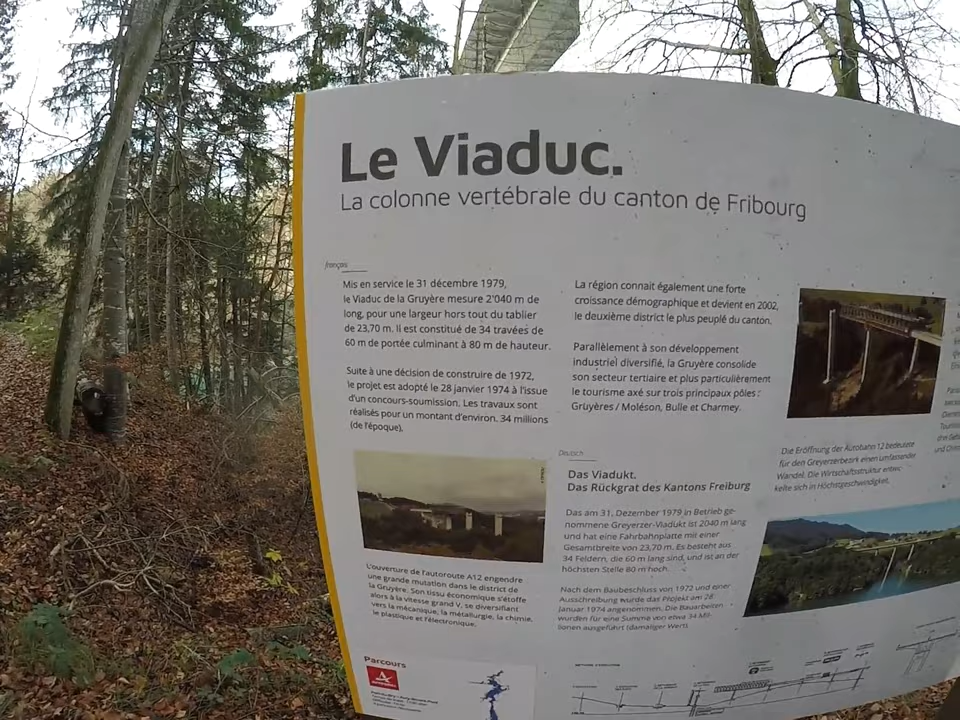 Le Viaduc.
La colonne vertébrale du canton de Fribourg
français
Mis en service le 31 décembre 1979,
le Viaduc de la Gruyère mesure 2'040 m de
long, pour une largeur hors tout du tablier
de 23,70 m. Il est constitué de 34 travées de
60 m de portée culminant à 80 m de hauteur.
Suite à une décision de construire de 1972,
le projet est adopté le 28 janvier 1974 à l'issue
d'un concours-soumission. Les travaux sont
réalisés pour un montant d'environ. 34 millions
(de l'époque).
L'ouverture de l'autoroute A12 engendre
une grande mutation dans le district de
la Gruyère. Son tissu économique s'étoffe
alors à la vitesse grand V, se diversifiant
vers la mécanique, la métallurgie, la chimie,
le plastique et l'électronique.
La région connait également une forte
croissance démographique et devient en 2002,
le deuxième district le plus peuplé du canton.
Parallèlement à son développement
industriel diversifié, la Gruyère consolide
son secteur tertiaire et plus particulièrement
le tourisme axé sur trois principaux pôles :
Gruyères / Moléson, Bulle et Charmey.
Deutsch
Das Viadukt.
Das Rückgrat des Kantons Freiburg
Das am 31. Dezember 1979 in Betrieb ge-
nommene Greyerzer-Viadukt ist 2040 m lang
und hat eine Fahrbahnplatte mit einer
Gesamtbreite von 23,70 m. Es besteht aus
34 Feldern, die 60 m lang sind, und ist an der
höchsten Stelle 80 m hoch.
Nach dem Baubeschluss von 1972 und einer
Ausschreibung wurde das Projekt am 28.
Januar 1974 angenommen. Die Bauarbeiten
wurden für eine Summe von etwa 34 Mil-
lionen ausgeführt (damaliger Wert).
Die Eröffnung der Autobahn 12 bedeutete
für den Greyerzerbezirk einen umfassenden
Wandel. Die Wirtschaftsstruktur entwic-
kelte sich in Höchstgeschwindigkeit,
Parcours